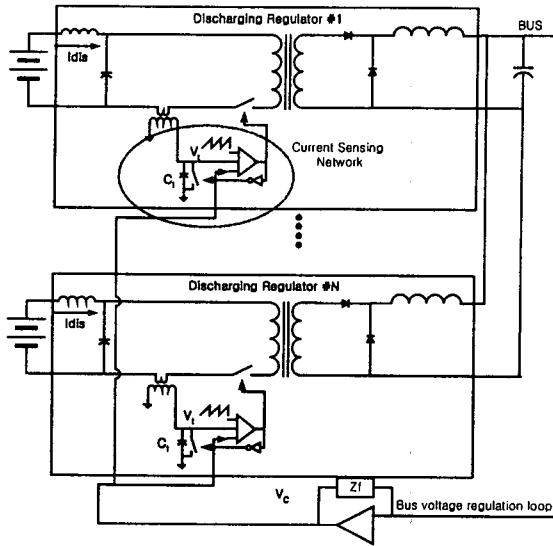 Discharging Regulator #1
BUS
Idis
Current Sensing
Network
Vt
Ct
Discharging Regulator #N
Idis
Vt
Ct
Vc
Zf
Bus voltage regulation loop